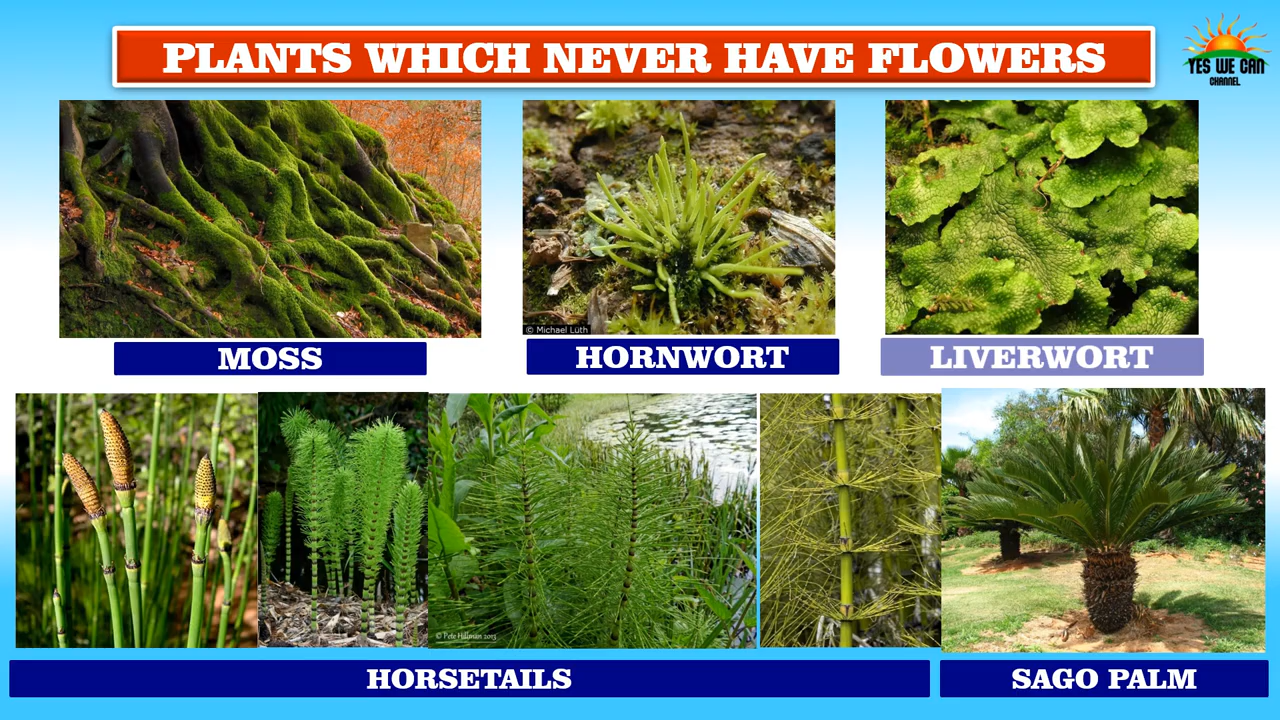 PLANTS WHICH NEVER HAVE FLOWERS
YES WE CAN
CHANNEL
© Michael Lüth
MOSS
HORNWORT
LIVERWORT
© Pete Hillman 2015
HORSETAILS
SAGO PALM